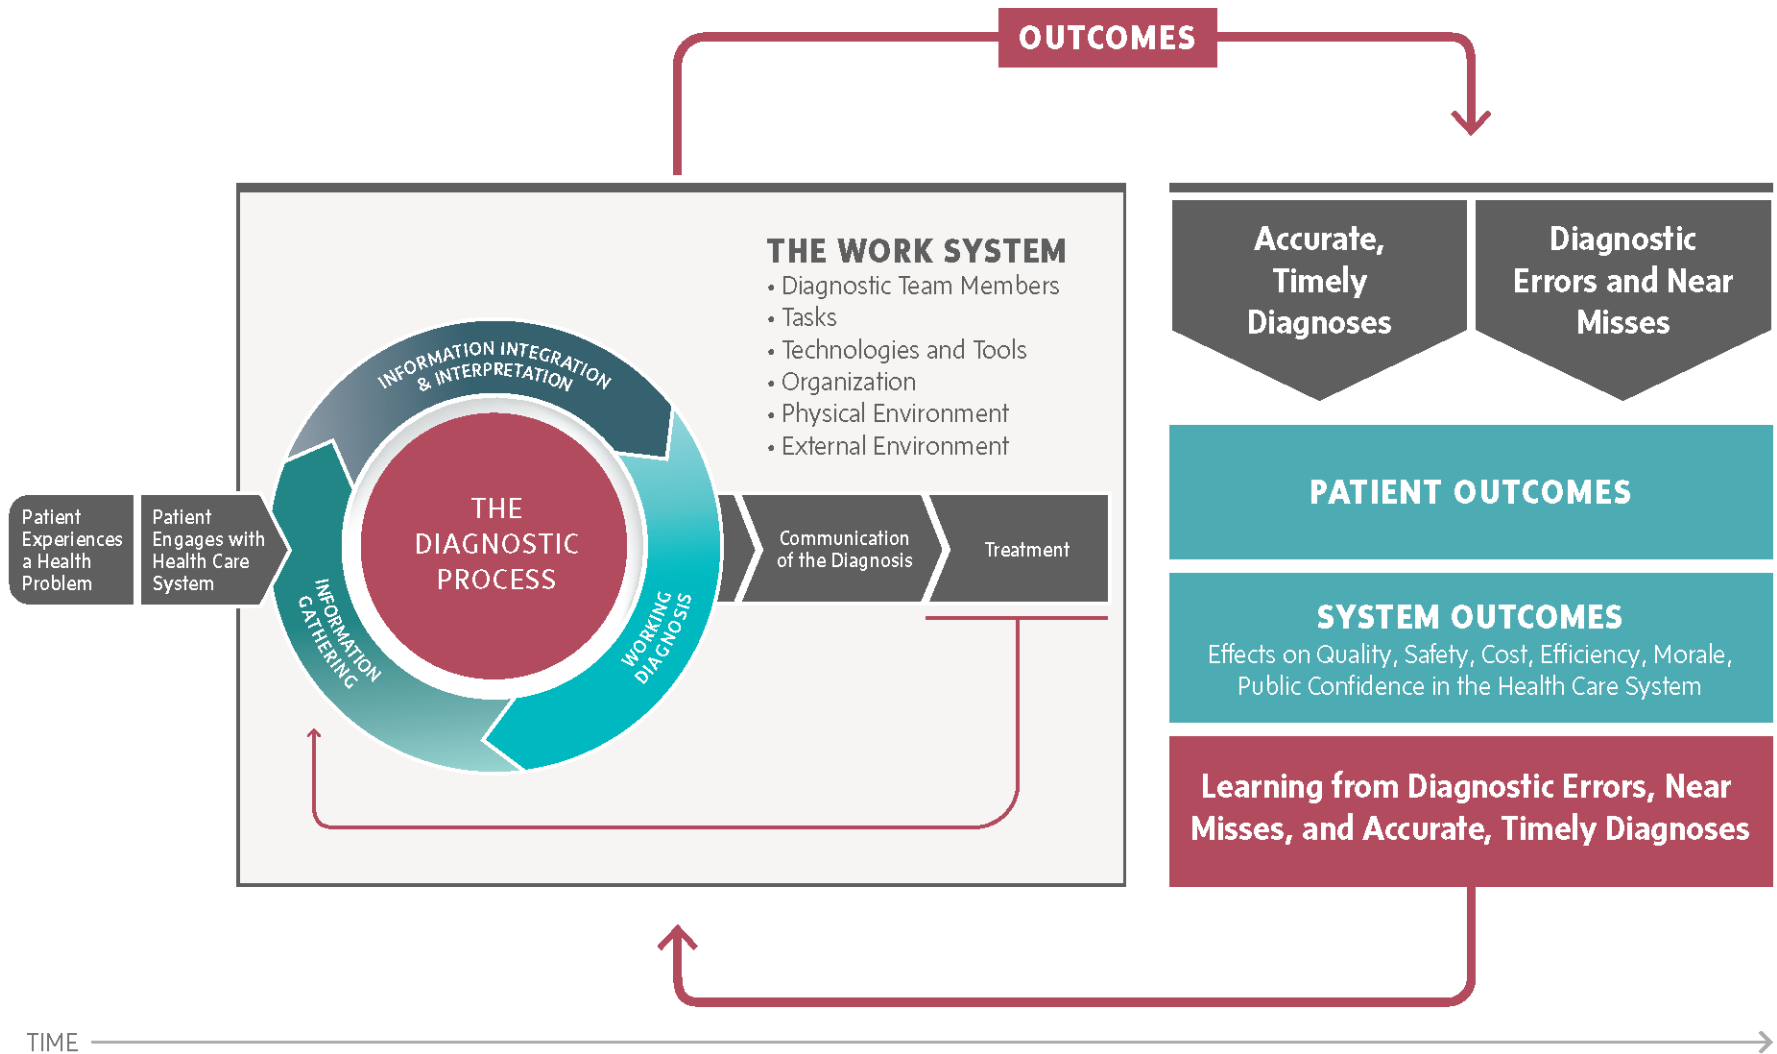 OUTCOMES
THE WORK SYSTEM
• Diagnostic Team Members
• Tasks
• Technologies and Tools
• Organization
• Physical Environment
• External Environment
Patient
Experiences
a Health
Problem
Patient
Engages with
Health Care
System
INFORMATION INTEGRATION
& INTERPRETATION
INFORMATION
GATHERING
WORKING
DIAGNOSIS
THE
DIAGNOSTIC
PROCESS
Communication
of the Diagnosis
Treatment
Accurate,
Timely
Diagnoses
Diagnostic
Errors and Near
Misses
PATIENT OUTCOMES
SYSTEM OUTCOMES
Effects on Quality, Safety, Cost, Efficiency, Morale,
Public Confidence in the Health Care System
Learning from Diagnostic Errors, Near
Misses, and Accurate, Timely Diagnoses
TIME